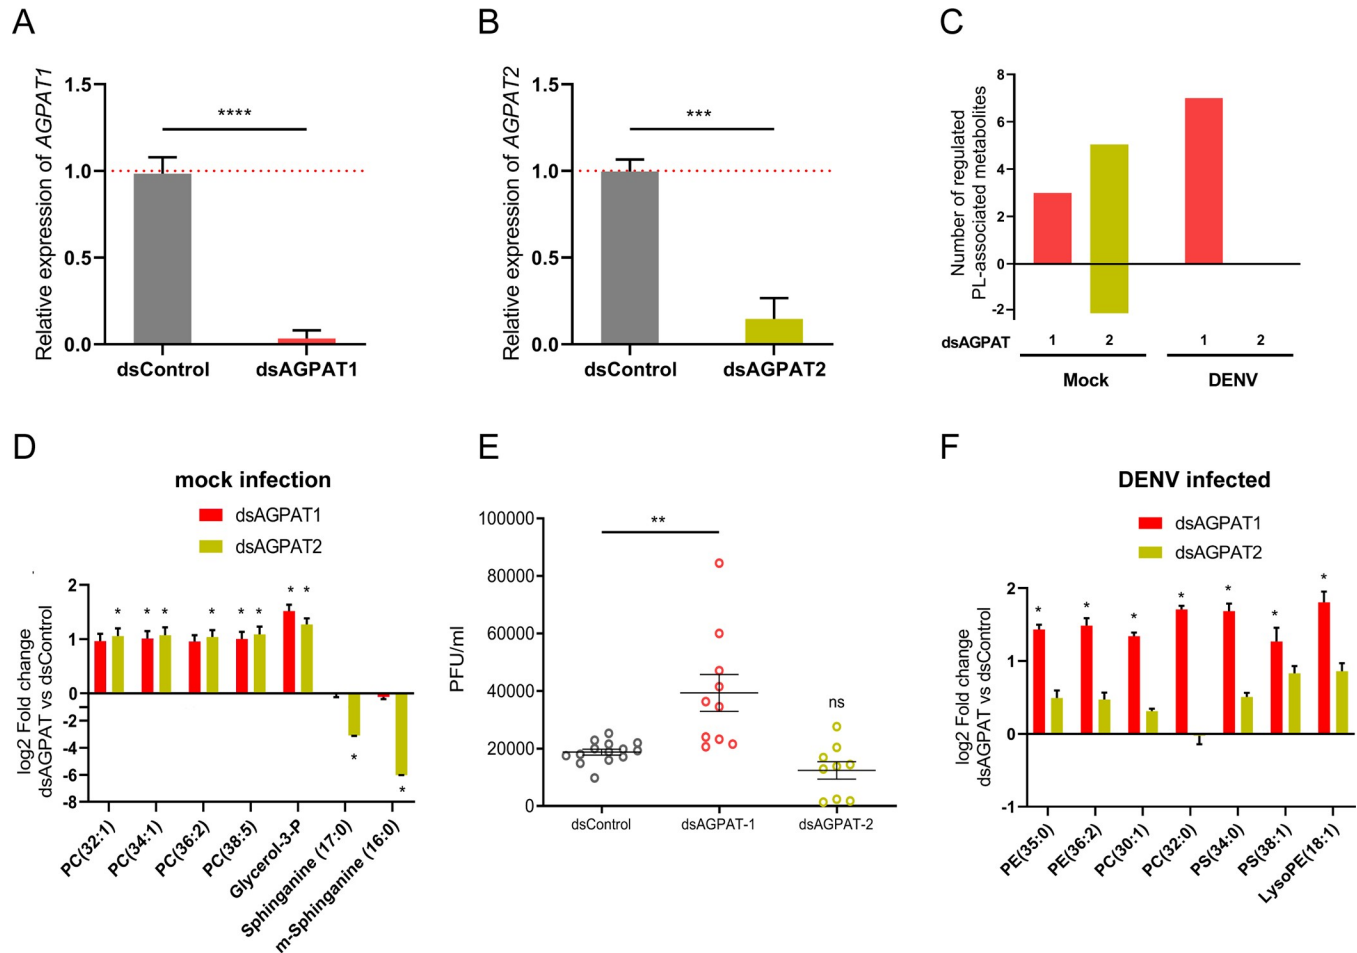 A
Relative expression of AGPAT1
1.5
1.0
0.5
0.0
****
dsControl
dsAGPAT1
B
Relative expression of AGPAT2
1.5
1.0
0.5
0.0
***
dsControl
dsAGPAT2
C
Number of regulated
PL-associated metabolites
8
6
4
2
0
-2
dsAGPAT 1 2 1 2
Mock DENV
D
mock infection
dsAGPAT1
dsAGPAT2
log2 Fold change
dsAGPAT vs dsControl
2
1
0
-2
-4
-6
-8
* * * * * * * *
* *
PC(32:1)
PC(34:1)
PC(36:2)
PC(38:5)
Glycerol-3-P
Sphinganine (17:0)
m-Sphinganine (16:0)
E
PFU/ml
100000
80000
60000
40000
20000
0
**
ns
dsControl
dsAGPAT-1
dsAGPAT-2
F
DENV infected
dsAGPAT1
dsAGPAT2
log2 Fold change
dsAGPAT vs dsControl
2
1
0
-1
* * * * * * *
PE(35:0)
PE(36:2)
PC(30:1)
PC(32:0)
PS(34:0)
PS(38:1)
LysoPE(18:1)